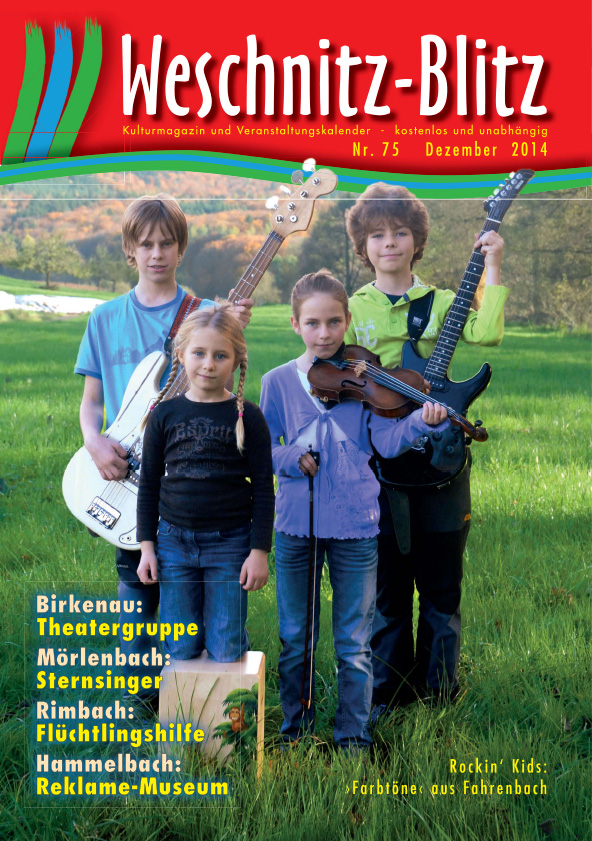 Weschnitz-Blitz
Kulturmagazin und Veranstaltungskalender - kostenlos und unabhängig
Nr. 75 Dezember 2014
Esprit
Birkenau:
Theatergruppe
Mörlenbach:
Sternsinger
Rimbach:
Flüchtlingshilfe
Hammelbach:
Reklame-Museum
Rockin’ Kids:
›Farbtöne‹ aus Fahrenbach